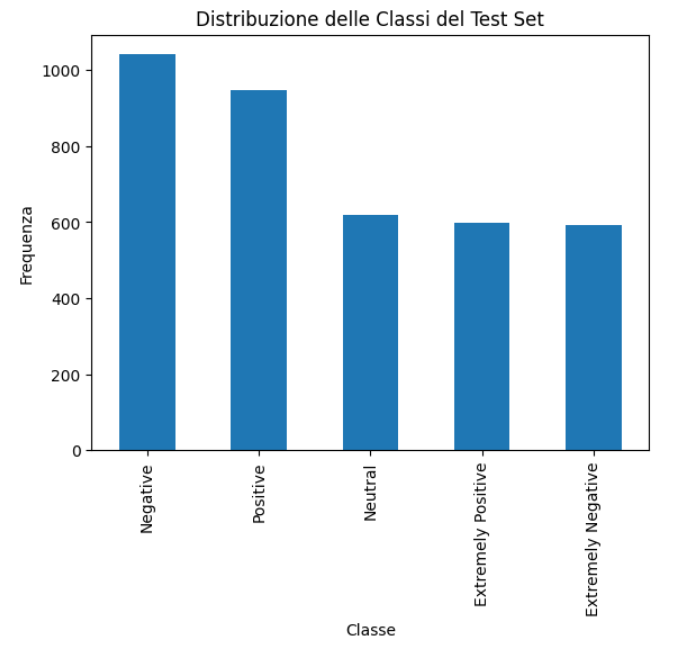 Distribuzione delle Classi del Test Set
1000
800
600
400
200
0
Frequenza
Negative
Positive
Neutral
Extremely Positive
Extremely Negative
Classe